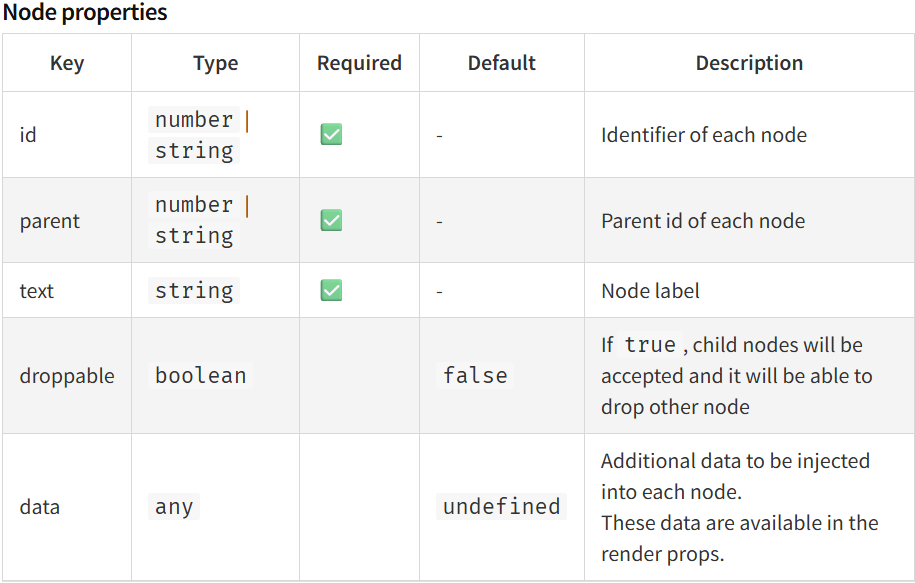 Node properties
Key Type Required Default Description
id number | string ✅ - Identifier of each node
parent number | string ✅ - Parent id of each node
text string ✅ - Node label
droppable boolean false If true , child nodes will be
accepted and it will be able to
drop other node
data any undefined Additional data to be injected
into each node.
These data are available in the
render props.